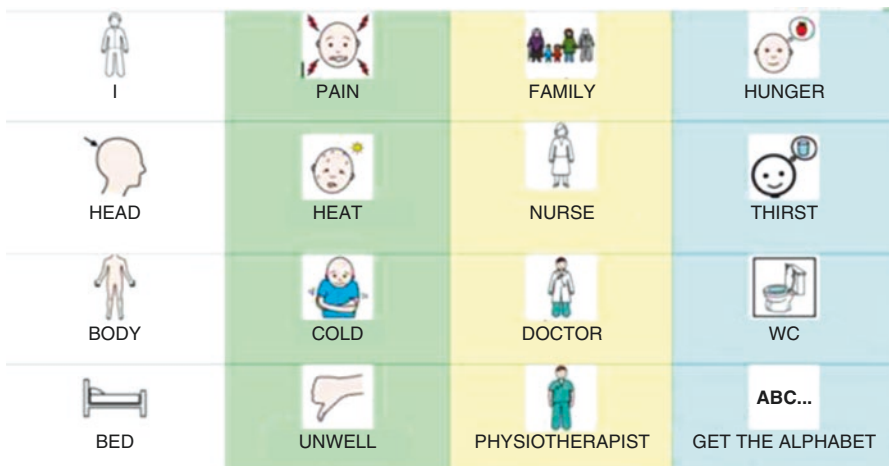 I PAIN FAMILY HUNGER
HEAD HEAT NURSE THIRST
BODY COLD DOCTOR WC
ABC...
BED UNWELL PHYSIOTHERAPIST GET THE ALPHABET